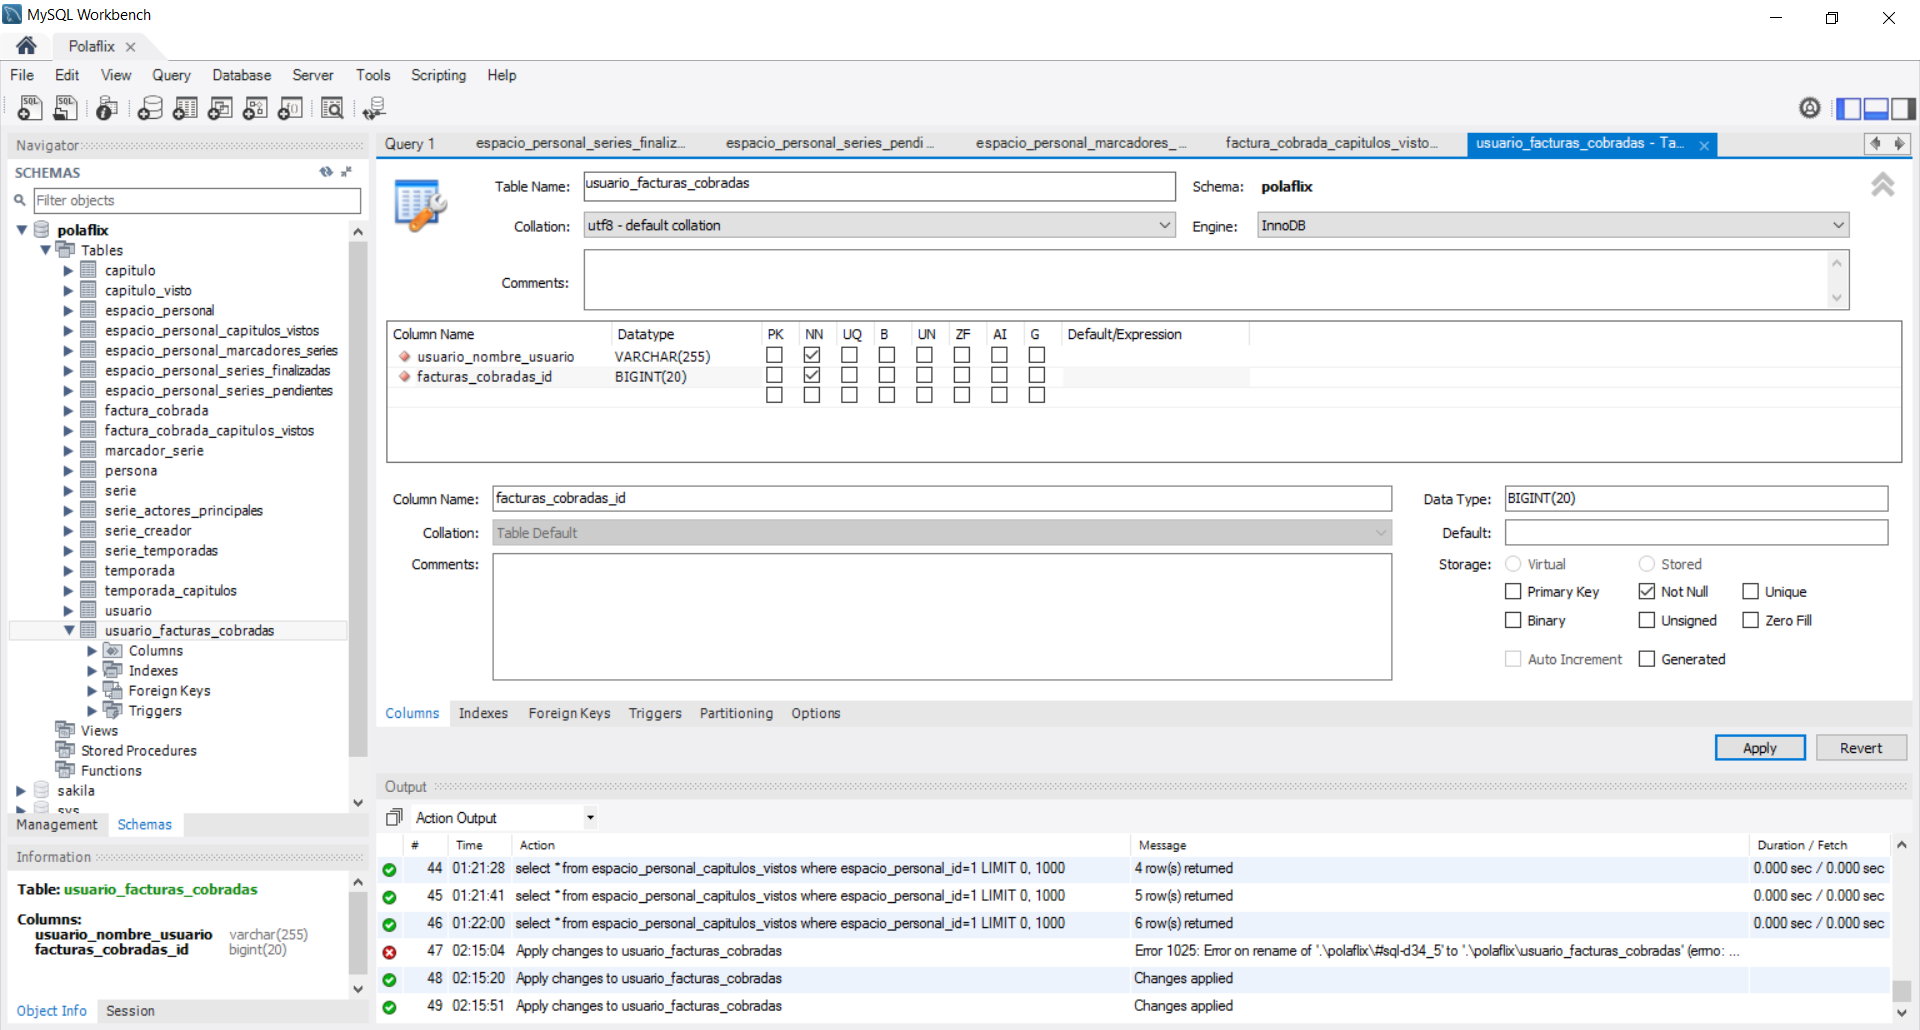 MySQL Workbench
Polaflix
File Edit View Query Database Server Tools Scripting Help
Navigator
SCHEMAS
Filter objects
polaflix
Tables
capitulo
capitulo_visto
espacio_personal
espacio_personal_capitulos_vistos
espacio_personal_marcadores_series
espacio_personal_series_finalizadas
espacio_personal_series_pendientes
factura_cobrada
factura_cobrada_capitulos_vistos
marcador_serie
persona
serie
serie_actores_principales
serie_creador
serie_temporadas
temporada
temporada_capitulos
usuario
usuario_facturas_cobradas
Columns
Indexes
Foreign Keys
Triggers
Views
Stored Procedures
Functions
sakila
sys
Management Schemas
Information
Table: usuario_facturas_cobradas
Columns:
usuario_nombre_usuario varchar(255)
facturas_cobradas_id bigint(20)
Object Info Session
Query 1 espacio_personal_series_finaliz... espacio_personal_series_pendi... espacio_personal_marcadores_... factura_cobrada_capitulos_visto... usuario_facturas_cobradas - Ta...
Table Name: usuario_facturas_cobradas Schema: polaflix
Collation: utf8 - default collation Engine: InnoDB
Comments:
Column Name Datatype PK NN UQ B UN ZF AI G Default/Expression
usuario_nombre_usuario VARCHAR(255)
facturas_cobradas_id BIGINT(20)
Column Name: facturas_cobradas_id Data Type: BIGINT(20)
Collation: Table Default Default:
Comments: Storage: Virtual Stored
Primary Key Not Null Unique
Binary Unsigned Zero Fill
Auto Increment Generated
Columns Indexes Foreign Keys Triggers Partitioning Options
Apply Revert
Output
Action Output
# Time Action Message Duration / Fetch
44 01:21:28 select * from espacio_personal_capitulos_vistos where espacio_personal_id=1 LIMIT 0, 1000 4 row(s) returned 0.000 sec / 0.000 sec
45 01:21:41 select * from espacio_personal_capitulos_vistos where espacio_personal_id=1 LIMIT 0, 1000 5 row(s) returned 0.000 sec / 0.000 sec
46 01:22:00 select * from espacio_personal_capitulos_vistos where espacio_personal_id=1 LIMIT 0, 1000 6 row(s) returned 0.000 sec / 0.000 sec
47 02:15:04 Apply changes to usuario_facturas_cobradas Error 1025: Error on rename of '.\polaflix\#sql-d34_5' to '.\polaflix\usuario_facturas_cobradas' (errno: ...
48 02:15:20 Apply changes to usuario_facturas_cobradas Changes applied
49 02:15:51 Apply changes to usuario_facturas_cobradas Changes applied